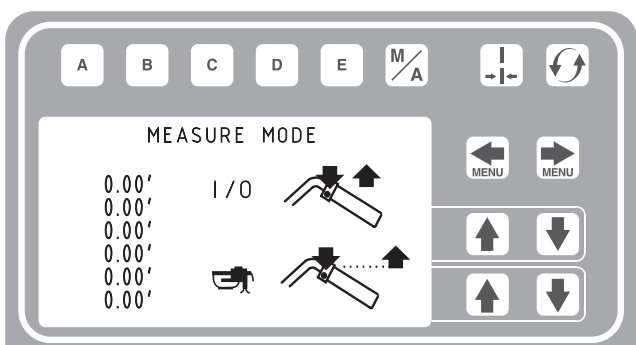 A B C D E M/A
MEASURE MODE
MENU MENU
0.00' I/O
0.00'
0.00'
0.00'
0.00'
0.00'